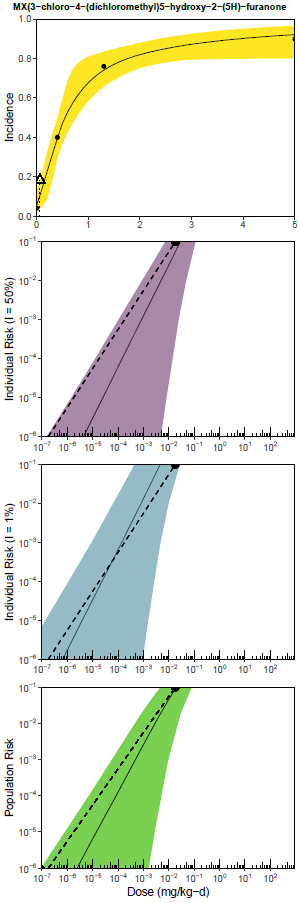 MX(3−chloro−4−(dichloromethyl)5−hydroxy−2−(5H)−furanone
Incidence
1.0
0.8
0.6
0.4
0.2
0.0
0 1 2 3 4 5
Individual Risk (I = 50%)
10⁻¹
10⁻²
10⁻³
10⁻⁴
10⁻⁵
10⁻⁶
10⁻⁷ 10⁻⁶ 10⁻⁵ 10⁻⁴ 10⁻³ 10⁻² 10⁻¹ 10⁰ 10¹ 10²
Individual Risk (I = 1%)
10⁻¹
10⁻²
10⁻³
10⁻⁴
10⁻⁵
10⁻⁶
10⁻⁷ 10⁻⁶ 10⁻⁵ 10⁻⁴ 10⁻³ 10⁻² 10⁻¹ 10⁰ 10¹ 10²
Population Risk
10⁻¹
10⁻²
10⁻³
10⁻⁴
10⁻⁵
10⁻⁶
10⁻⁷ 10⁻⁶ 10⁻⁵ 10⁻⁴ 10⁻³ 10⁻² 10⁻¹ 10⁰ 10¹ 10²
Dose (mg/kg−d)